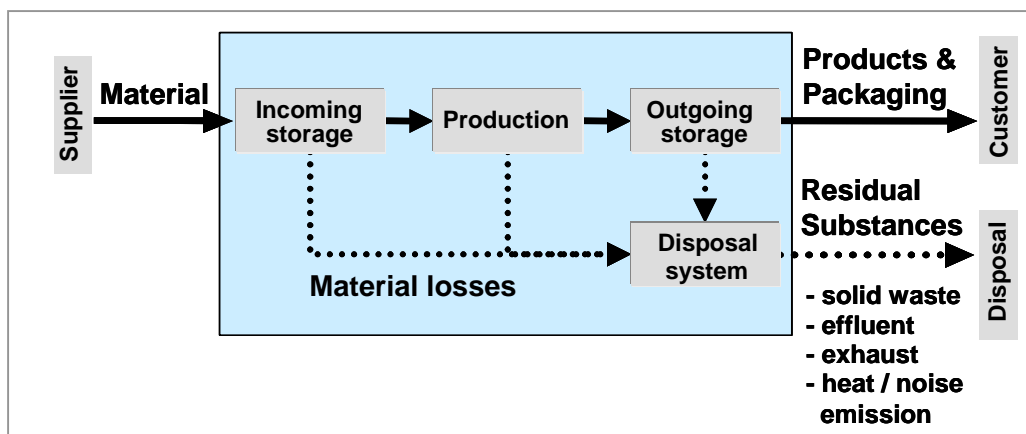 Supplier
Material
Incoming
storage
Production
Outgoing
storage
Products &
Packaging
Customer
Material losses
Disposal
system
Residual
Substances
- solid waste
- effluent
- exhaust
- heat / noise
emission
Disposal